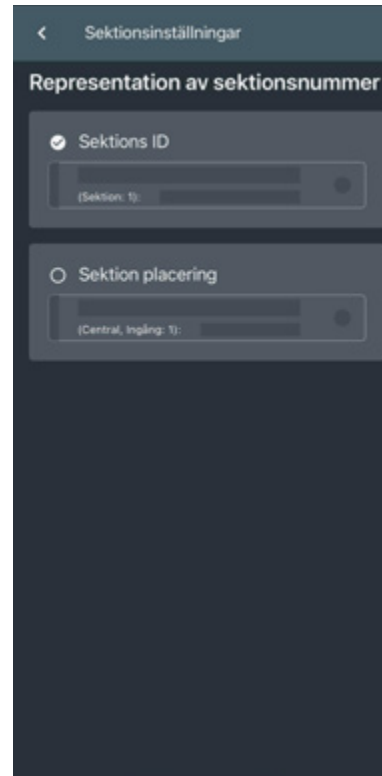 Sektionsinställningar
Representation av sektionsnummer
Sektions ID
(Sektion: 1):
Sektion placering
(Central, Ingång: 1):